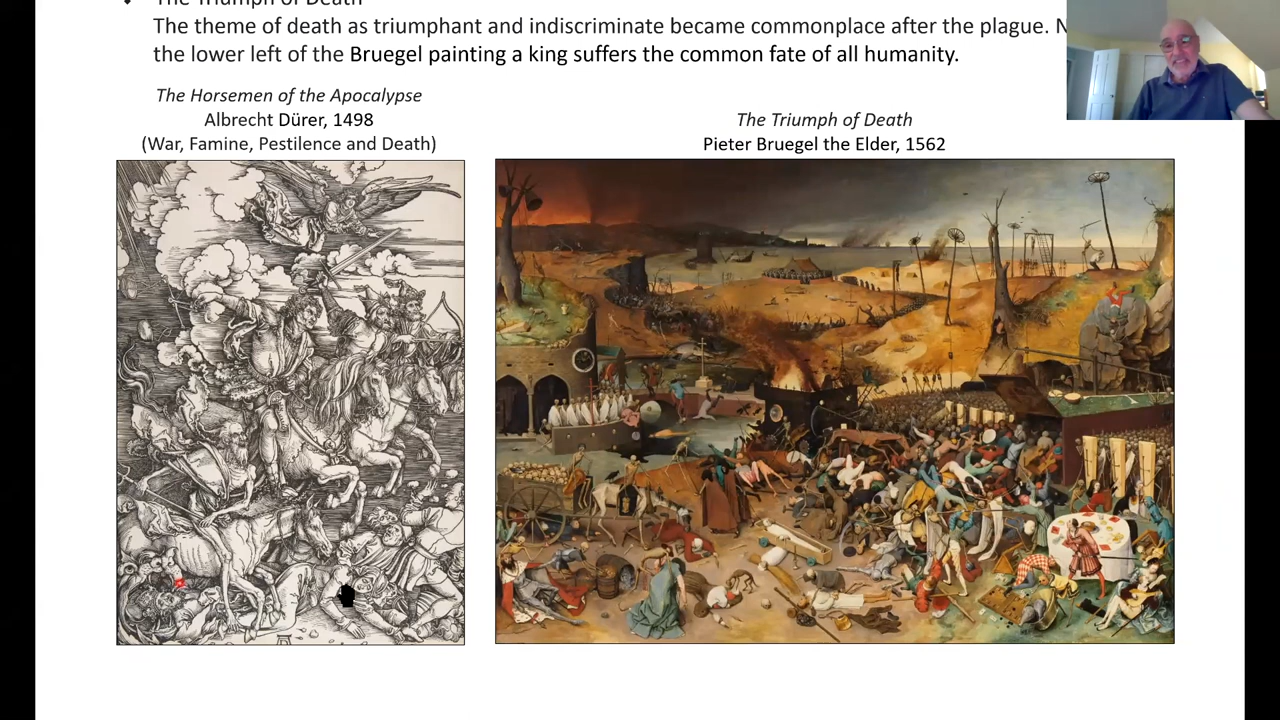 The Triumph of Death
The theme of death as triumphant and indiscriminate became commonplace after the plague.
the lower left of the Bruegel painting a king suffers the common fate of all humanity.
The Horsemen of the Apocalypse
Albrecht Dürer, 1498
(War, Famine, Pestilence and Death)
The Triumph of Death
Pieter Bruegel the Elder, 1562